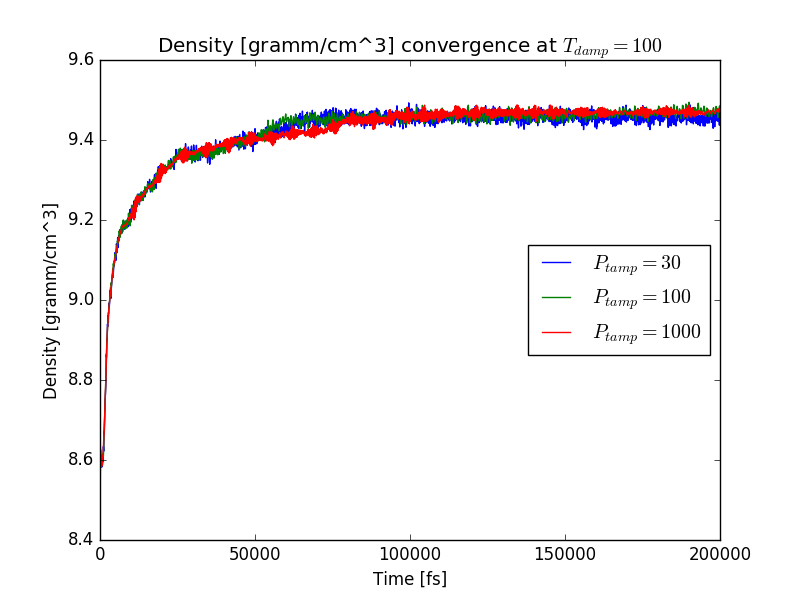 Density [gramm/cm^3] convergence at T_damp = 100
9.6
9.4
9.2
9.0
8.8
8.6
8.4
Density [gramm/cm^3]
P_tamp = 30
P_tamp = 100
P_tamp = 1000
0 50000 100000 150000 200000
Time [fs]